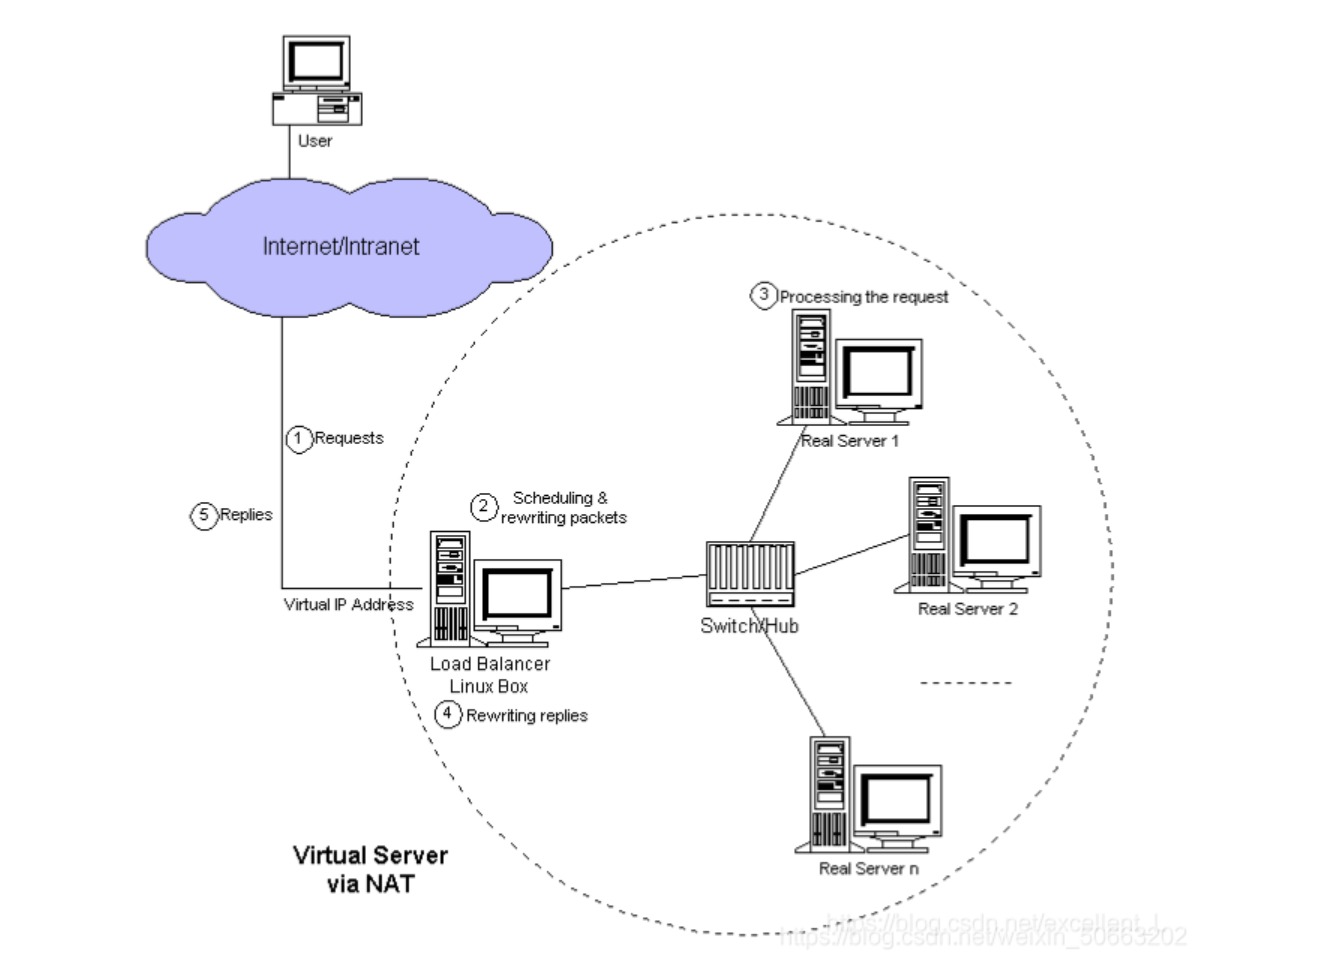 User
Internet/Intranet
3 Processing the request
Real Server 1
1 Requests
5 Replies
2 Scheduling &
rewriting packets
Virtual IP Address
Switch/Hub
Real Server 2
Load Balancer
Linux Box
4 Rewriting replies
Real Server n
Virtual Server
via NAT
https://blog.csdn.net/excellent_L
https://blog.csdn.net/weixin_50663202